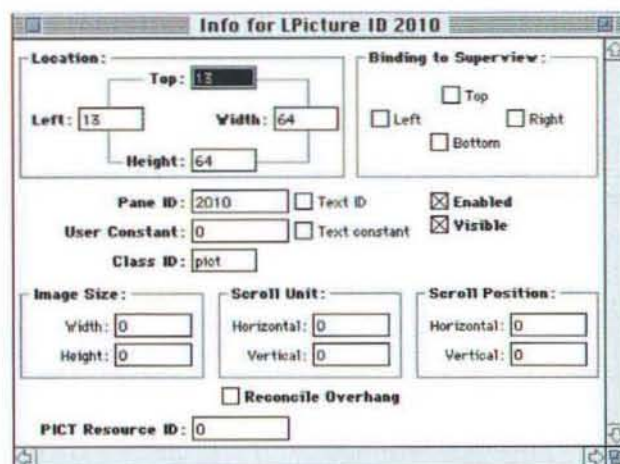 Info for LPicture ID 2010
Location:
Top: 13
Left: 13
Width: 64
Height: 64
Binding to Superview:
Top
Left
Right
Bottom
Pane ID: 2010
Text ID
Enabled
User Constant: 0
Text constant
Visible
Class ID: pict
Image Size:
Width: 0
Height: 0
Scroll Unit:
Horizontal: 0
Vertical: 0
Scroll Position:
Horizontal: 0
Vertical: 0
Reconcile Overhang
PICT Resource ID: 0